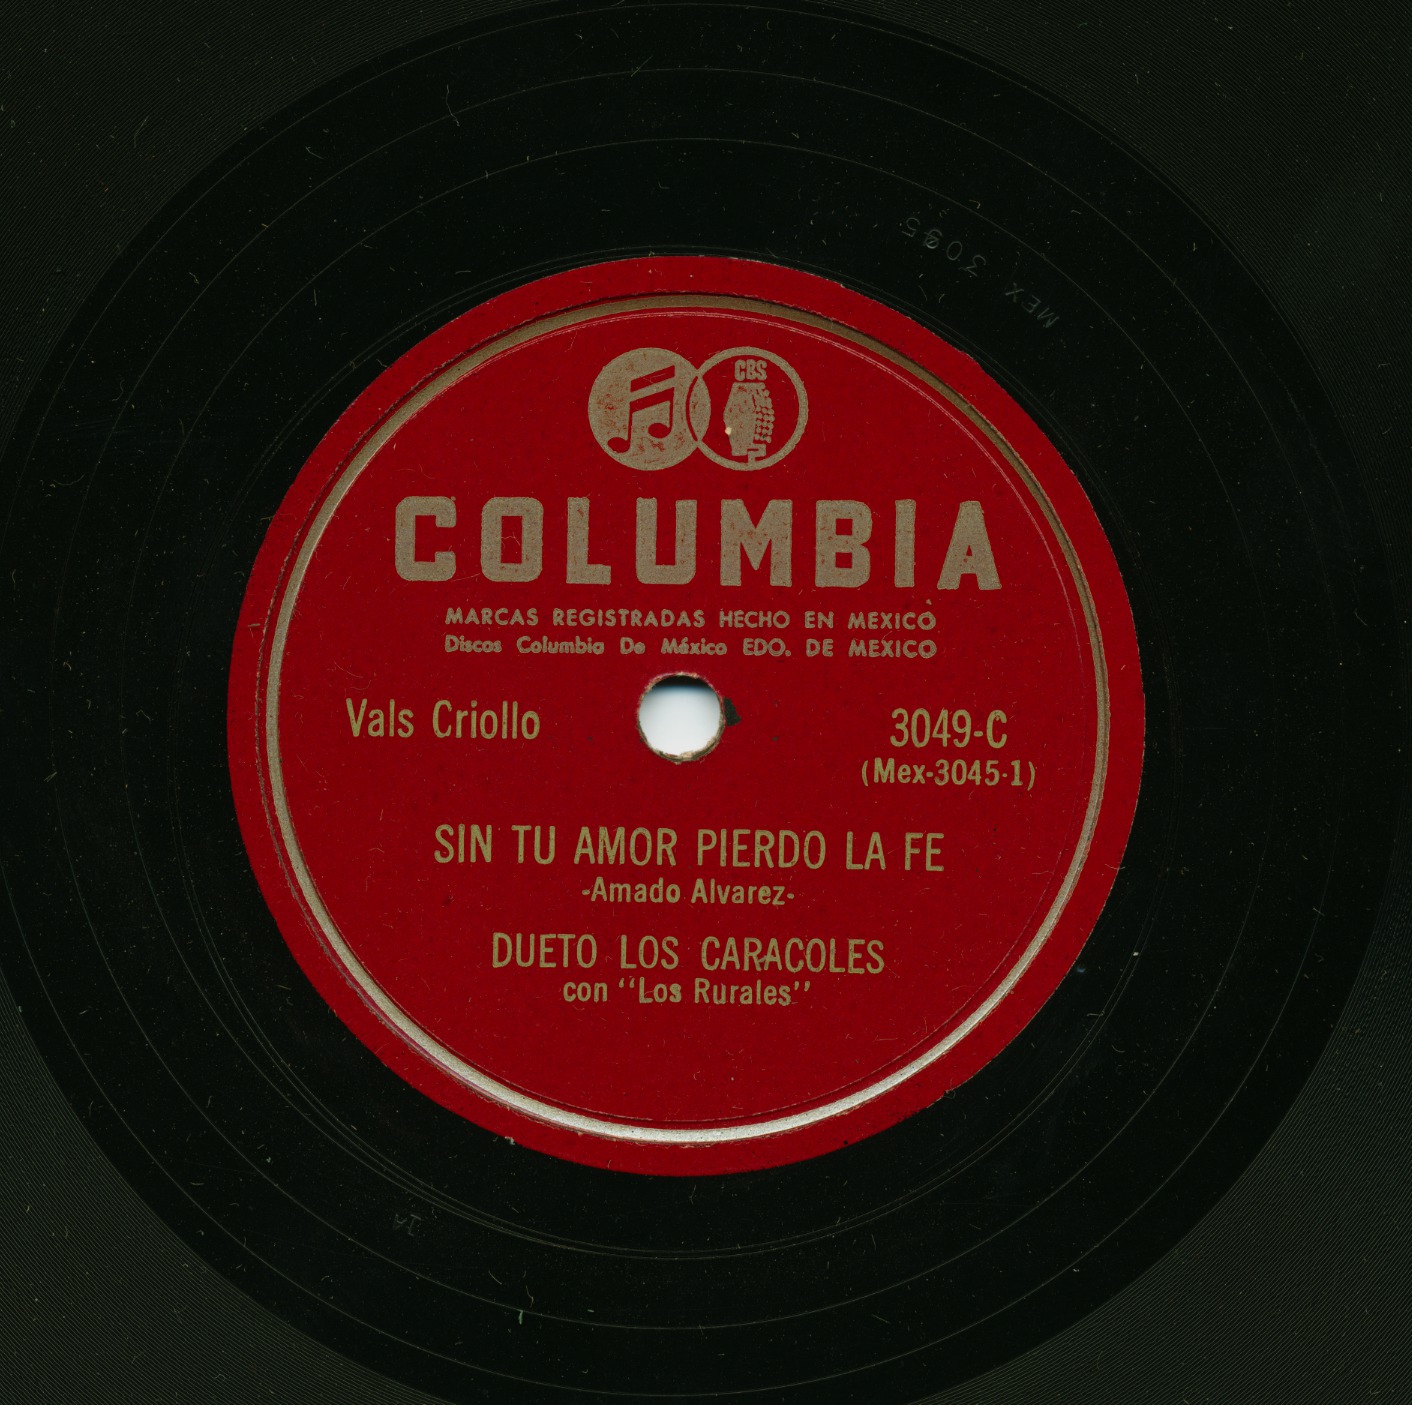 MEX 3045
CBS
COLUMBIA
MARCAS REGISTRADAS HECHO EN MEXICO
Discos Columbia De México EDO. DE MEXICO
Vals Criollo
3049-C
(Mex-3045-1)
SIN TU AMOR PIERDO LA FE
-Amado Alvarez-
DUETO LOS CARACOLES
con "Los Rurales"